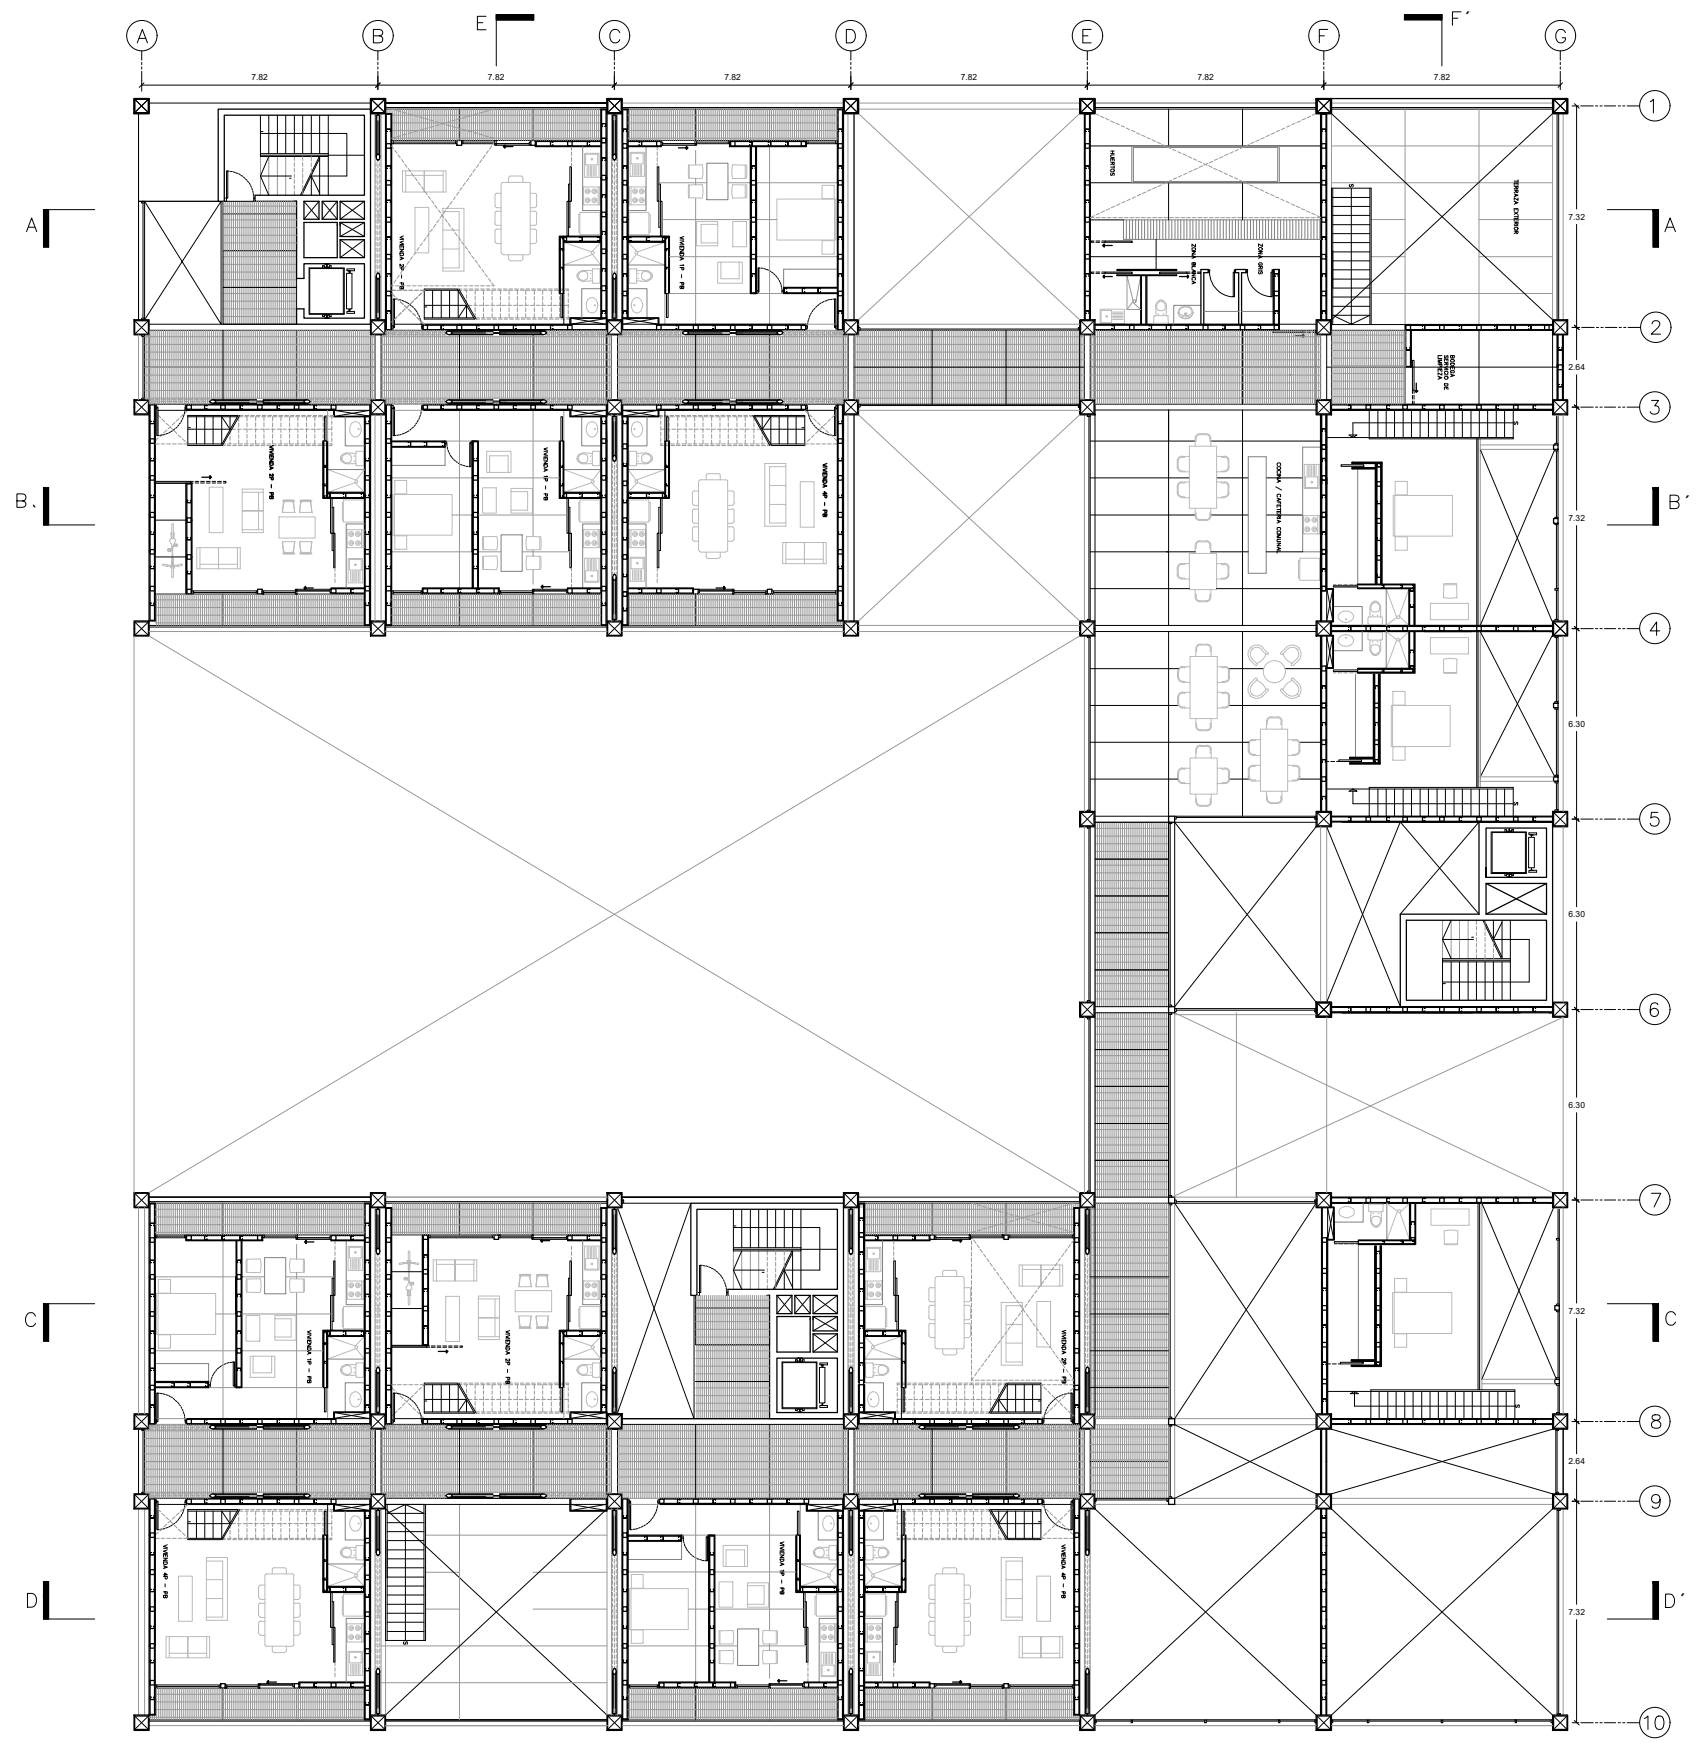 E
F´
A
B
C
D
E
F
G
7.82
7.82
7.82
7.82
7.82
7.82
1
HUERTOS
TERRAZA EXTERIOR
A
A
7.32
VIVIENDA 2P - PB
VIVIENDA 1P - PB
ZONA BLANCA
ZONA GRIS
S
2
BODEGA
SERVICIO DE
LIMPIEZA
2.64
3
S
VIVIENDA 2P - PB
VIVIENDA 1P - PB
VIVIENDA 4P - PB
COCINA / CAFETERIA COMUNAL
B.
B´
7.32
4
6.30
S
5
6.30
6
6.30
7
C
C
7.32
VIVIENDA 1P - PB
VIVIENDA 2P - PB
VIVIENDA 2P - PB
S
8
2.64
9
VIVIENDA 4P - PB
VIVIENDA 1P - PB
VIVIENDA 4P - PB
D
D´
7.32
S
10